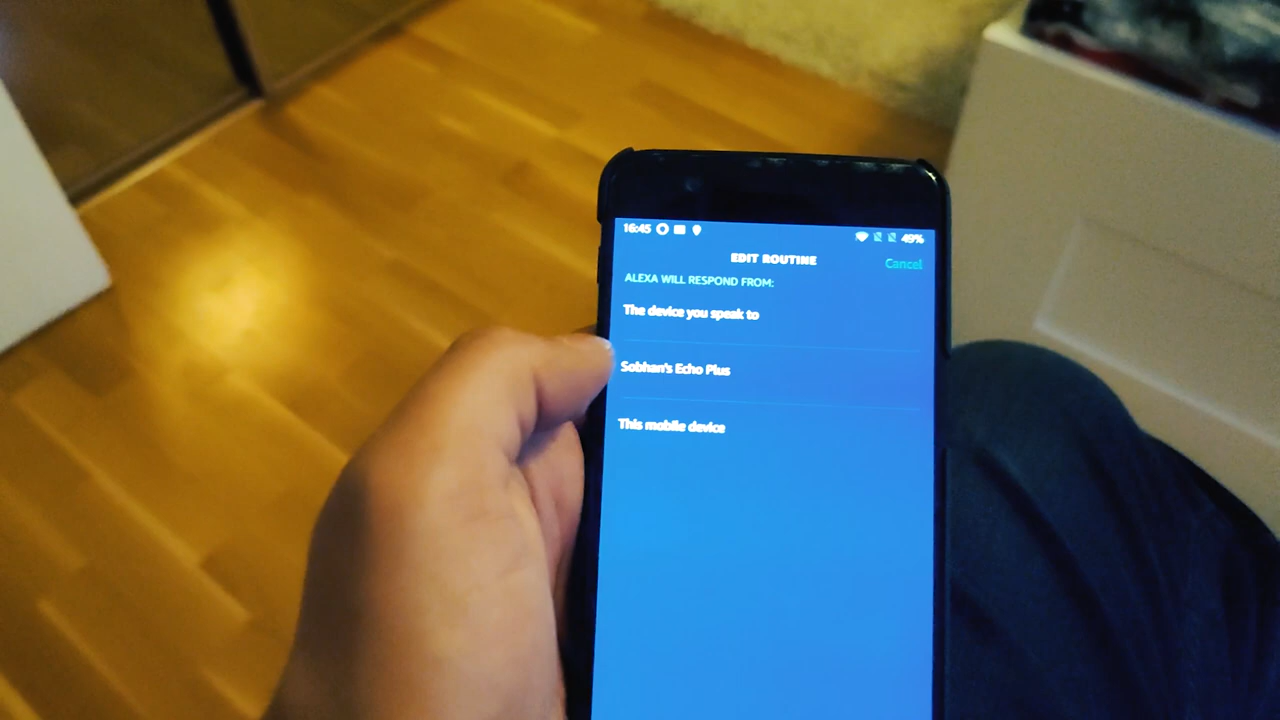 16:45 49%
EDIT ROUTINE Cancel
ALEXA WILL RESPOND FROM:
The device you speak to
Sobhan's Echo Plus
This mobile device